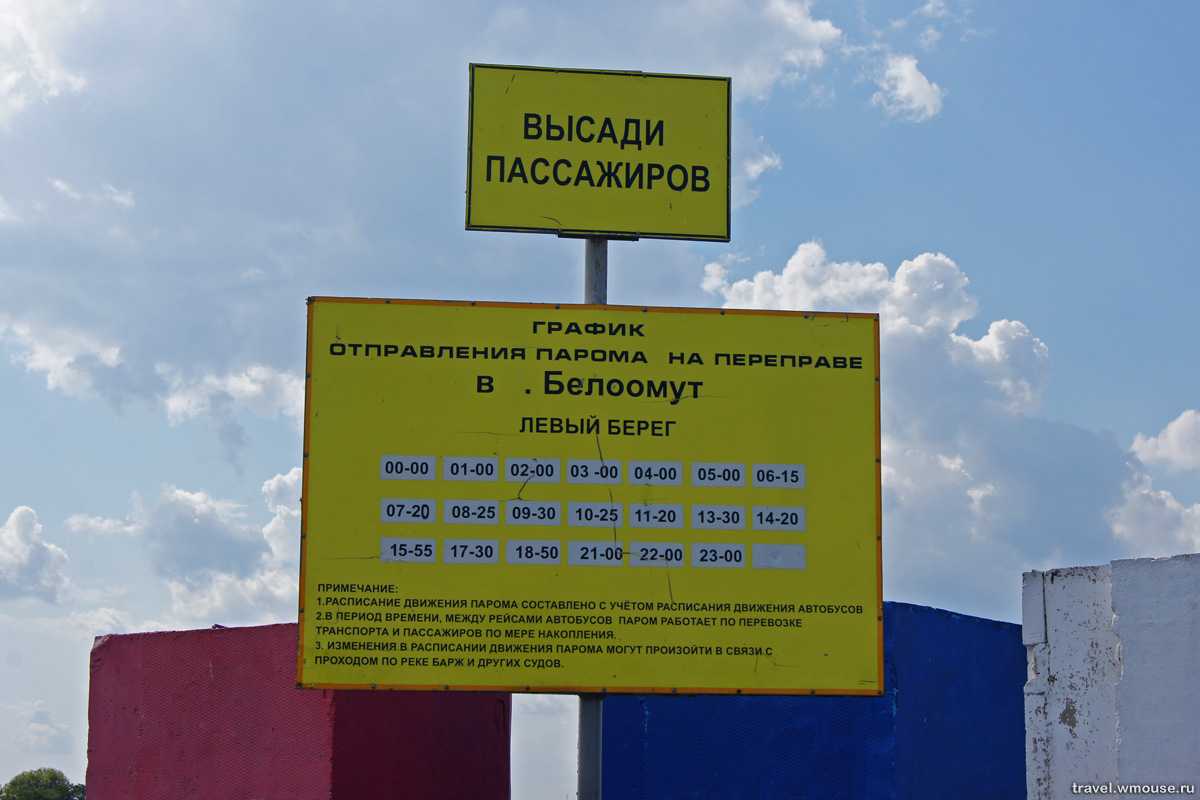 ВЫСАДИ
ПАССАЖИРОВ
ГРАФИК
ОТПРАВЛЕНИЯ ПАРОМА НА ПЕРЕПРАВЕ
в . Белоомут
ЛЕВЫЙ БЕРЕГ
00-00 01-00 02-00 03 -00 04-00 05-00 06-15
07-20 08-25 09-30 10-25 11-20 13-30 14-20
15-55 17-30 18-50 21-00 22-00 23-00
ПРИМЕЧАНИЕ:
1.РАСПИСАНИЕ ДВИЖЕНИЯ ПАРОМА СОСТАВЛЕНО С УЧЁТОМ РАСПИСАНИЯ ДВИЖЕНИЯ АВТОБУСОВ
2.В ПЕРИОД ВРЕМЕНИ, МЕЖДУ РЕЙСАМИ АВТОБУСОВ ПАРОМ РАБОТАЕТ ПО ПЕРЕВОЗКЕ
ТРАНСПОРТА И ПАССАЖИРОВ ПО МЕРЕ НАКОПЛЕНИЯ.
3. ИЗМЕНЕНИЯ В РАСПИСАНИИ ДВИЖЕНИЯ ПАРОМА МОГУТ ПРОИЗОЙТИ В СВЯЗИ С
ПРОХОДОМ ПО РЕКЕ БАРЖ И ДРУГИХ СУДОВ.
travel.wmouse.ru